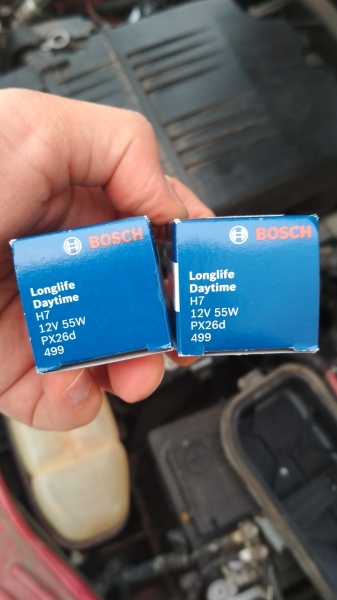 BOSCH
Longlife
Daytime
H7
12V 55W
PX26d
499
BOSCH
Longlife
Daytime
H7
12V 55W
PX26d
499